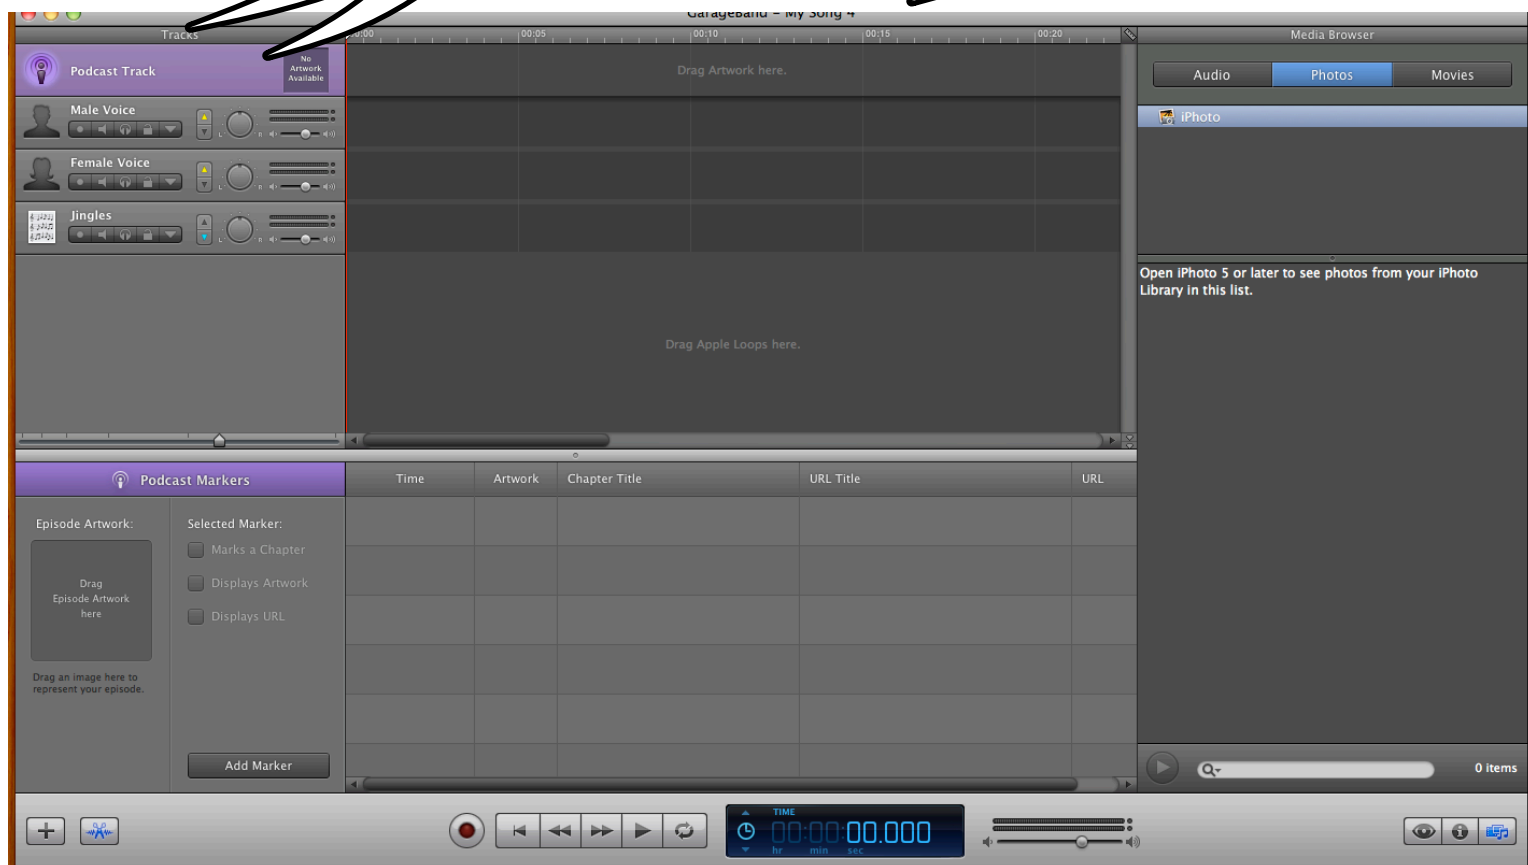 GarageBand - My Song 4
Tracks
00:05
00:10
00:15
00:20
Media Browser
Podcast Track
No
Artwork
Available
Drag Artwork here.
Audio
Photos
Movies
Male Voice
L R
iPhoto
Female Voice
L R
Jingles
L R
Open iPhoto 5 or later to see photos from your iPhoto
Library in this list.
Drag Apple Loops here.
Podcast Markers
Time
Artwork
Chapter Title
URL Title
URL
Episode Artwork:
Selected Marker:
Marks a Chapter
Drag
Episode Artwork
here
Displays Artwork
Displays URL
Drag an image here to
represent your episode.
Add Marker
0 items
TIME
00:00:00.000
hr min sec